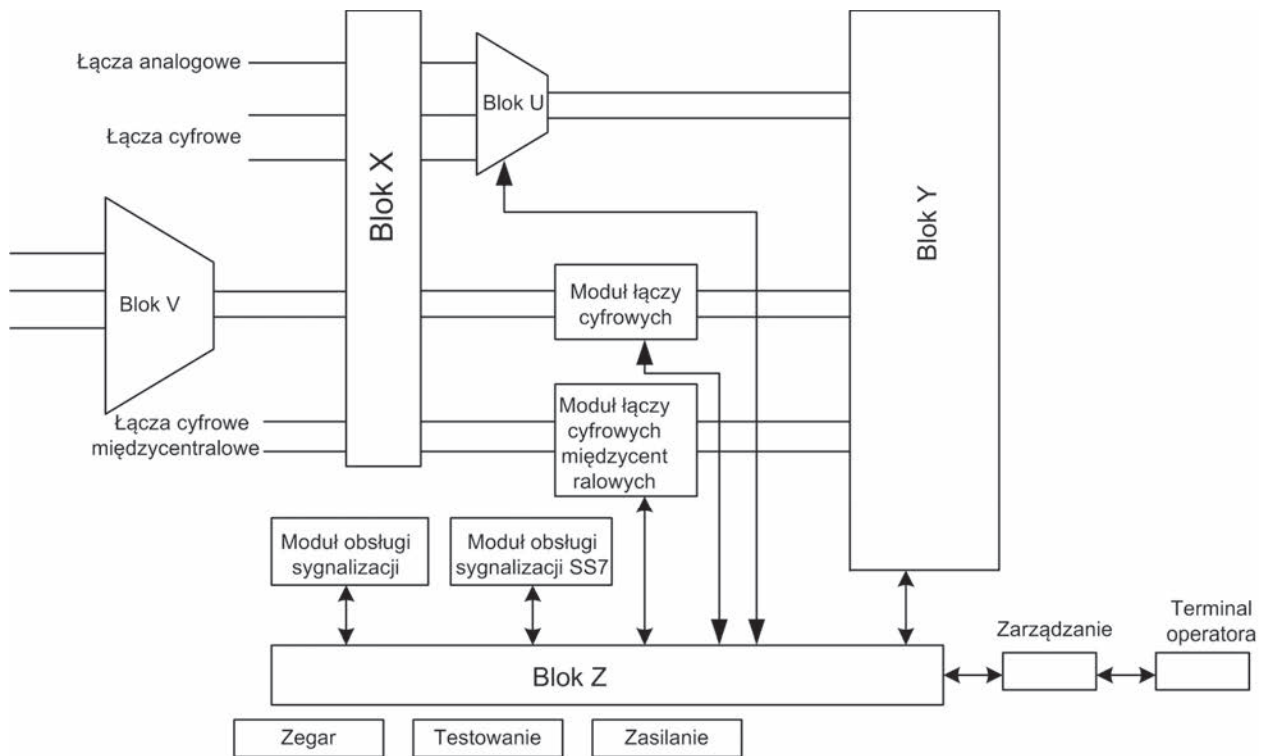 Łącza analogowe
Łącza cyfrowe
Blok X
Blok U
Blok Y
Blok V
Moduł łączy
cyfrowych
Łącza cyfrowe
międzycentralowe
Moduł łączy
cyfrowych
międzycent
ralowych
Moduł obsługi
sygnalizacji
Moduł obsługi
sygnalizacji SS7
Blok Z
Zarządzanie
Terminal
operatora
Zegar
Testowanie
Zasilanie